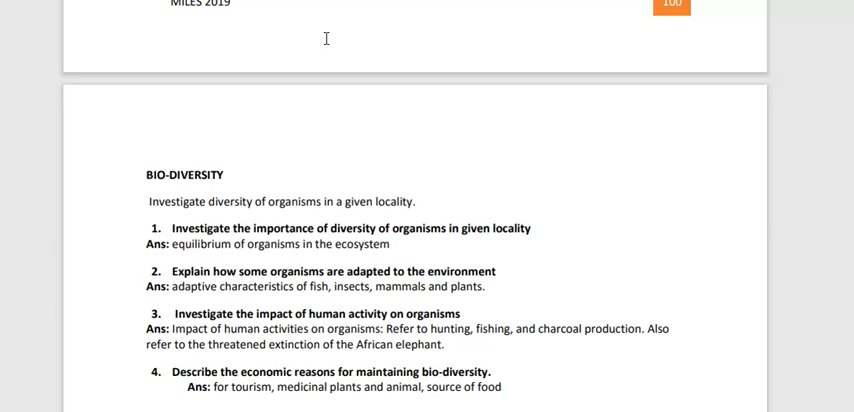 MILES 2019
100
BIO-DIVERSITY
Investigate diversity of organisms in a given locality.
1. Investigate the importance of diversity of organisms in given locality
Ans: equilibrium of organisms in the ecosystem
2. Explain how some organisms are adapted to the environment
Ans: adaptive characteristics of fish, insects, mammals and plants.
3. Investigate the impact of human activity on organisms
Ans: Impact of human activities on organisms: Refer to hunting, fishing, and charcoal production. Also
refer to the threatened extinction of the African elephant.
4. Describe the economic reasons for maintaining bio-diversity.
Ans: for tourism, medicinal plants and animal, source of food